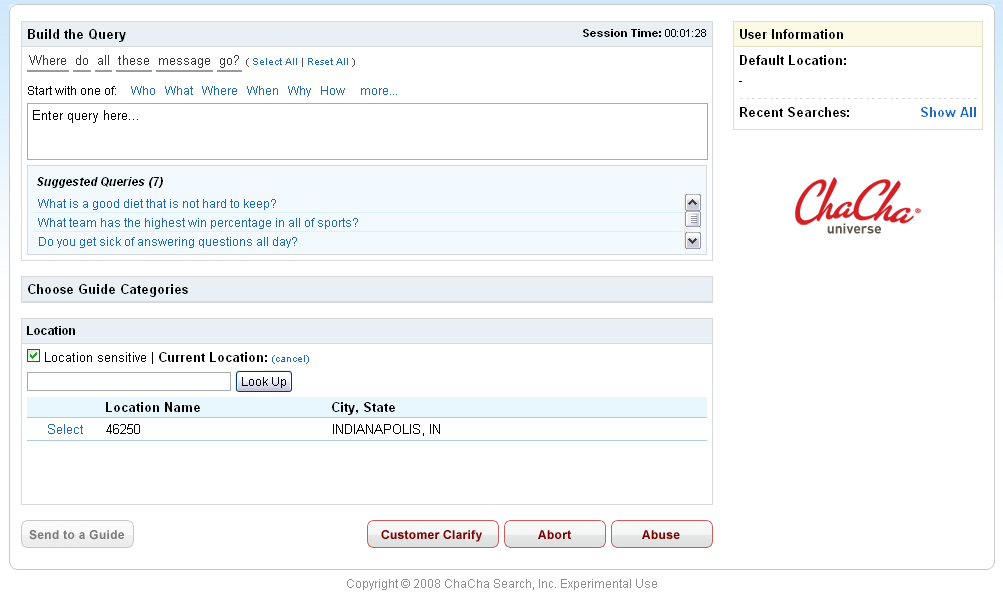 Build the Query
Session Time: 00:01:28
Where do all these message go? ( Select All | Reset All )
Start with one of: Who What Where When Why How more...
Enter query here...
Suggested Queries (7)
What is a good diet that is not hard to keep?
What team has the highest win percentage in all of sports?
Do you get sick of answering questions all day?
Choose Guide Categories
Location
Location sensitive | Current Location: (cancel)
Look Up
Location Name City, State
Select 46250 INDIANAPOLIS, IN
Send to a Guide Customer Clarify Abort Abuse
User Information
Default Location:
-
Recent Searches: Show All
ChaCha
universe
Copyright © 2008 ChaCha Search, Inc. Experimental Use